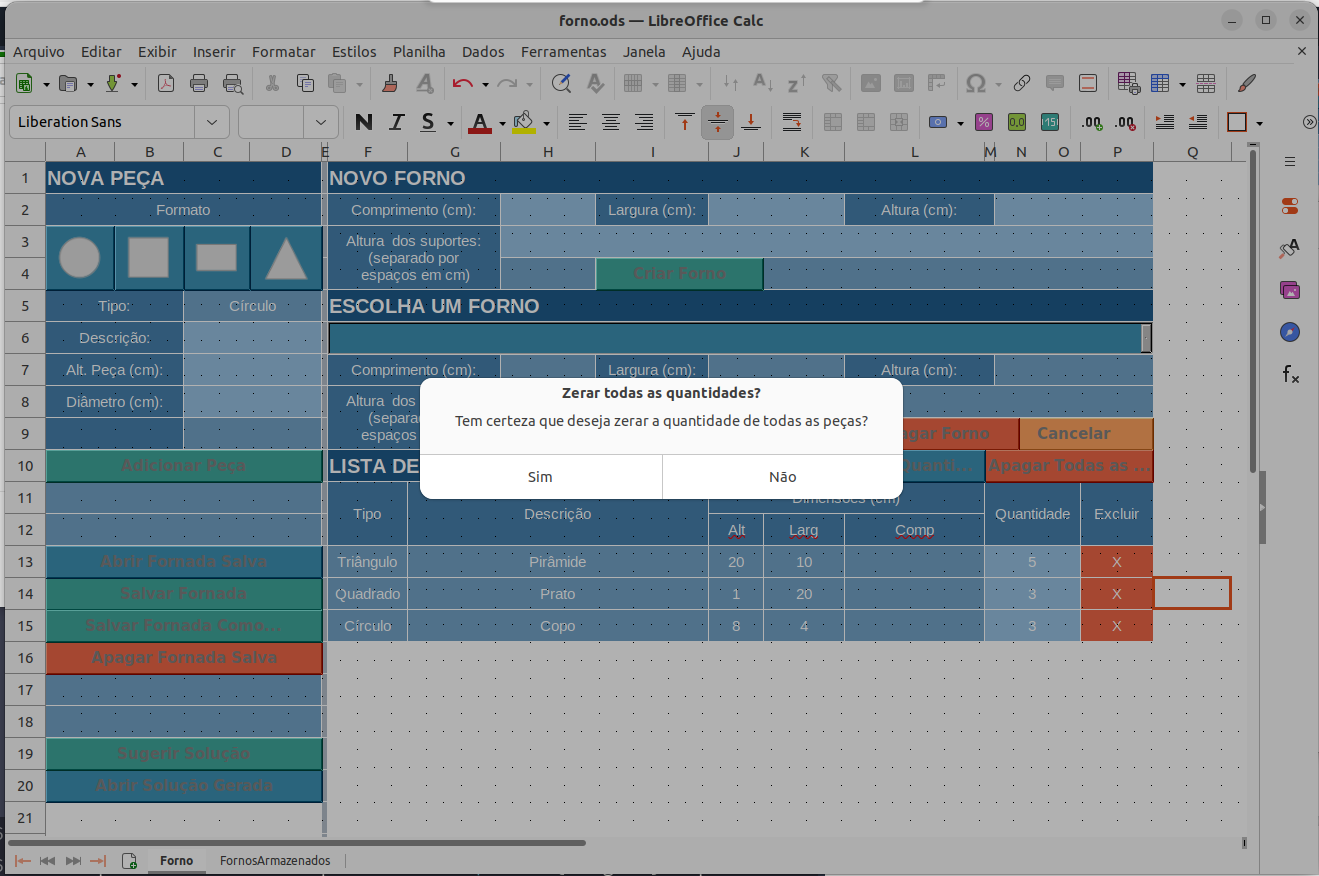 forno.ods — LibreOffice Calc
Arquivo Editar Exibir Inserir Formatar Estilos Planilha Dados Ferramentas Janela Ajuda
Liberation Sans
A B C D E F G H I J K L M N O P Q
1 NOVA PEÇA NOVO FORNO
2 Formato Comprimento (cm): Largura (cm): Altura (cm):
3 Altura dos suportes:
(separado por
4 espaços em cm) Criar Forno
5 Tipo: Círculo ESCOLHA UM FORNO
6 Descrição:
7 Alt. Peça (cm): Comprimento (cm): Largura (cm): Altura (cm):
Zerar todas as quantidades?
Tem certeza que deseja zerar a quantidade de todas as peças?
Sim Não
8 Diâmetro (cm): Altura dos
9 espaços Forno Cancelar
10 Adicionar Peça LISTA DE Apagar Todas as ...
11 Tipo Descrição Dimensões (cm) Quantidade Excluir
12 Alt Larg Comp
13 Abrir Fornada Salva Triângulo Pirâmide 20 10 5 X
14 Salvar Fornada Quadrado Prato 1 20 3 X
15 Salvar Fornada Como... Círculo Copo 8 4 3 X
16 Apagar Fornada Salva
17
18
19 Sugerir Solução
20 Abrir Solução Gerada
21
Forno FornosArmazenados